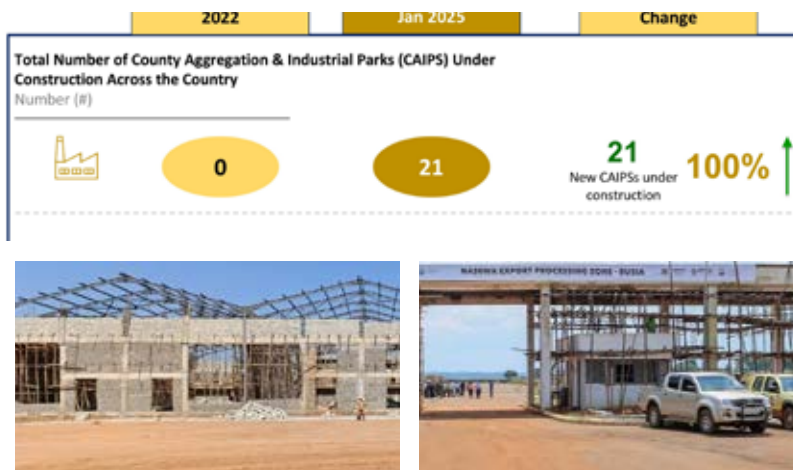 2022
Jan 2025
Change
Total Number of County Aggregation & Industrial Parks (CAIPS) Under
Construction Across the Country
Number (#)
0
21
21
New CAIPSs under
construction
100%
EXPORT PROCESSING ZONE - BUSIA